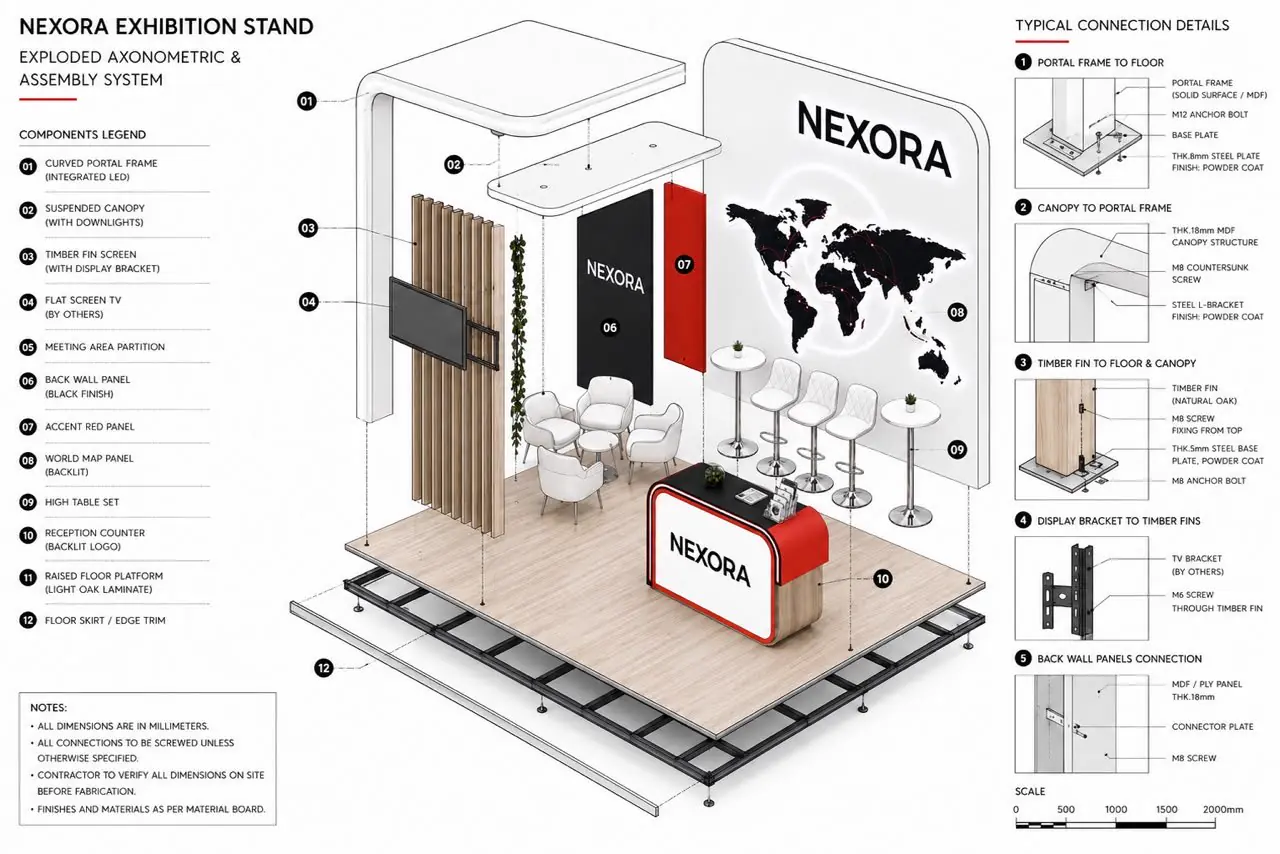 NEXORA EXHIBITION STAND
EXPLODED AXONOMETRIC &
ASSEMBLY SYSTEM
COMPONENTS LEGEND
01 CURVED PORTAL FRAME
(INTEGRATED LED)
02 SUSPENDED CANOPY
(WITH DOWNLIGHTS)
03 TIMBER FIN SCREEN
(WITH DISPLAY BRACKET)
04 FLAT SCREEN TV
(BY OTHERS)
05 MEETING AREA PARTITION
06 BACK WALL PANEL
(BLACK FINISH)
07 ACCENT RED PANEL
08 WORLD MAP PANEL
(BACKLIT)
09 HIGH TABLE SET
10 RECEPTION COUNTER
(BACKLIT LOGO)
11 RAISED FLOOR PLATFORM
(LIGHT OAK LAMINATE)
12 FLOOR SKIRT / EDGE TRIM
NOTES:
• ALL DIMENSIONS ARE IN MILLIMETERS.
• ALL CONNECTIONS TO BE SCREWED UNLESS
OTHERWISE SPECIFIED.
• CONTRACTOR TO VERIFY ALL DIMENSIONS ON SITE
BEFORE FABRICATION.
• FINISHES AND MATERIALS AS PER MATERIAL BOARD.
01
02
03
04
NEXORA
06
07
NEXORA
08
09
NEXORA
10
12
TYPICAL CONNECTION DETAILS
1 PORTAL FRAME TO FLOOR
PORTAL FRAME
(SOLID SURFACE / MDF)
M12 ANCHOR BOLT
BASE PLATE
THK.8mm STEEL PLATE
FINISH: POWDER COAT
2 CANOPY TO PORTAL FRAME
THK.18mm MDF
CANOPY STRUCTURE
M8 COUNTERSUNK
SCREW
STEEL L-BRACKET
FINISH: POWDER COAT
3 TIMBER FIN TO FLOOR & CANOPY
TIMBER FIN
(NATURAL OAK)
M8 SCREW
FIXING FROM TOP
THK.5mm STEEL BASE
PLATE, POWDER COAT
M8 ANCHOR BOLT
4 DISPLAY BRACKET TO TIMBER FINS
TV BRACKET
(BY OTHERS)
M6 SCREW
THROUGH TIMBER FIN
5 BACK WALL PANELS CONNECTION
MDF / PLY PANEL
THK.18mm
CONNECTOR PLATE
M8 SCREW
SCALE
0 500 1000 1500 2000mm